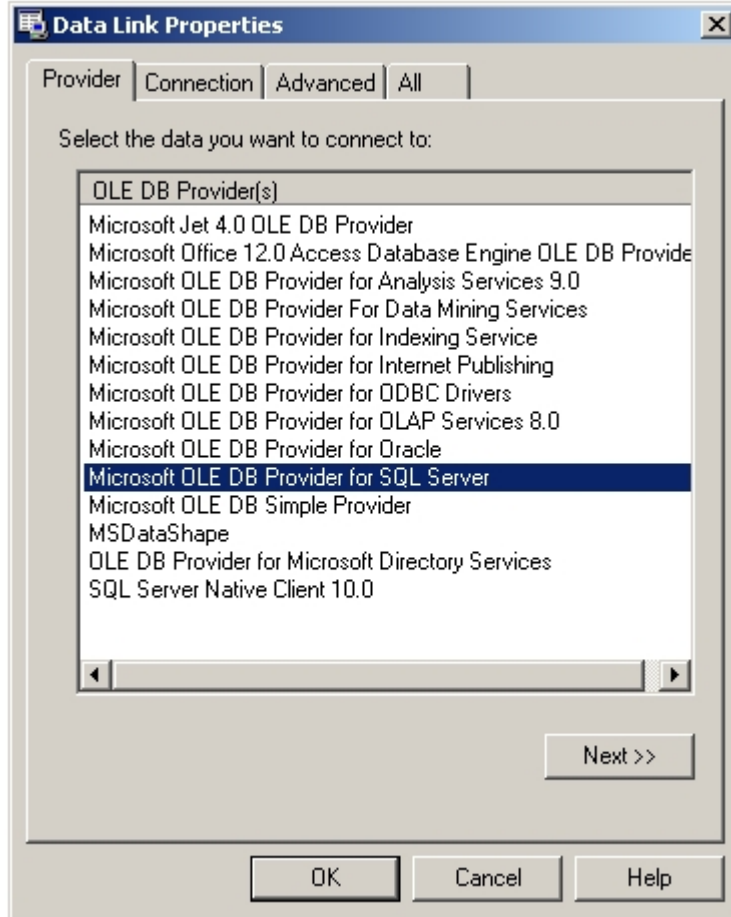 Data Link Properties
Provider
Connection
Advanced
All
Select the data you want to connect to:
OLE DB Provider(s)
Microsoft Jet 4.0 OLE DB Provider
Microsoft Office 12.0 Access Database Engine OLE DB Provide
Microsoft OLE DB Provider for Analysis Services 9.0
Microsoft OLE DB Provider For Data Mining Services
Microsoft OLE DB Provider for Indexing Service
Microsoft OLE DB Provider for Internet Publishing
Microsoft OLE DB Provider for ODBC Drivers
Microsoft OLE DB Provider for OLAP Services 8.0
Microsoft OLE DB Provider for Oracle
Microsoft OLE DB Provider for SQL Server
Microsoft OLE DB Simple Provider
MSDataShape
OLE DB Provider for Microsoft Directory Services
SQL Server Native Client 10.0
Next >>
OK
Cancel
Help